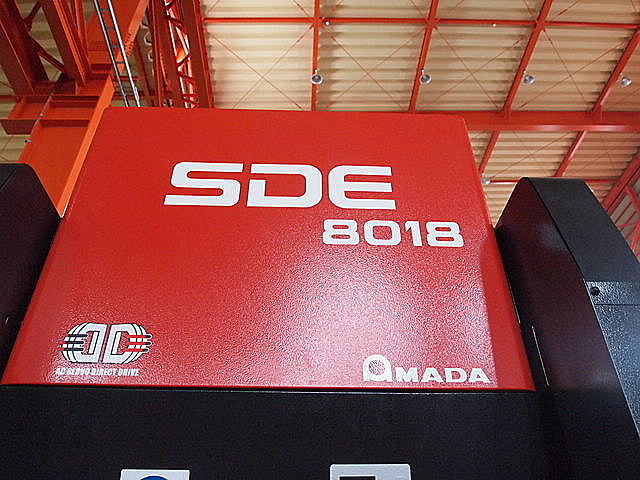 SDE
8018
AC SERVO DIRECT DRIVE
AMADA